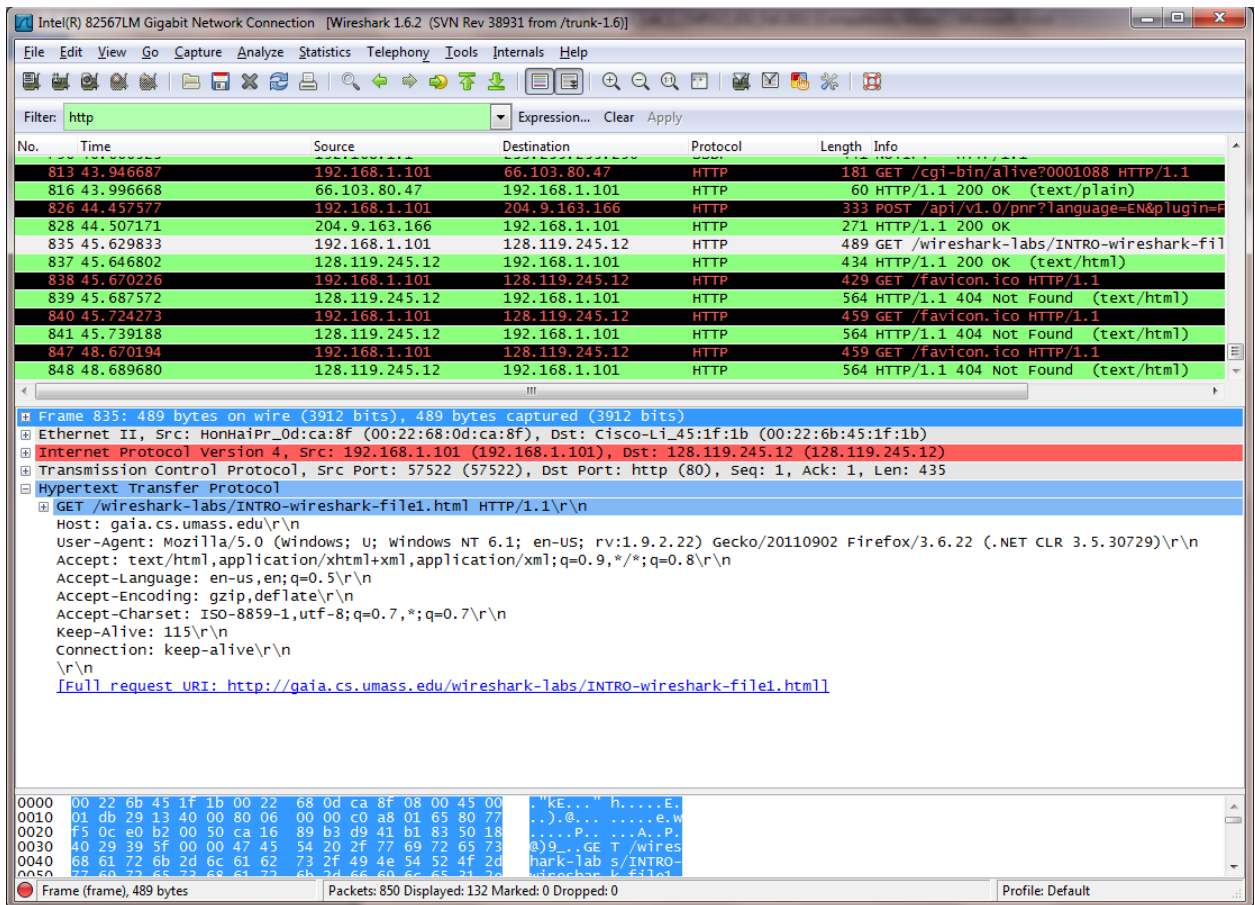 Intel(R) 82567LM Gigabit Network Connection [Wireshark 1.6.2 (SVN Rev 38931 from /trunk-1.6)]
File Edit View Go Capture Analyze Statistics Telephony Tools Internals Help
Filter: http Expression... Clear Apply
No. Time Source Destination Protocol Length Info
813 43.946687 192.168.1.101 66.103.80.47 HTTP 181 GET /cgi-bin/alive?0001088 HTTP/1.1
816 43.996668 66.103.80.47 192.168.1.101 HTTP 60 HTTP/1.1 200 OK (text/plain)
826 44.457577 192.168.1.101 204.9.163.166 HTTP 333 POST /api/v1.0/pnr?language=EN&plugin=F
828 44.507171 204.9.163.166 192.168.1.101 HTTP 271 HTTP/1.1 200 OK
835 45.629833 192.168.1.101 128.119.245.12 HTTP 489 GET /wireshark-labs/INTRO-wireshark-fil
837 45.646802 128.119.245.12 192.168.1.101 HTTP 434 HTTP/1.1 200 OK (text/html)
838 45.670226 192.168.1.101 128.119.245.12 HTTP 429 GET /favicon.ico HTTP/1.1
839 45.687572 128.119.245.12 192.168.1.101 HTTP 564 HTTP/1.1 404 Not Found (text/html)
840 45.724273 192.168.1.101 128.119.245.12 HTTP 459 GET /favicon.ico HTTP/1.1
841 45.739188 128.119.245.12 192.168.1.101 HTTP 564 HTTP/1.1 404 Not Found (text/html)
847 48.670194 192.168.1.101 128.119.245.12 HTTP 459 GET /favicon.ico HTTP/1.1
848 48.689680 128.119.245.12 192.168.1.101 HTTP 564 HTTP/1.1 404 Not Found (text/html)
Frame 835: 489 bytes on wire (3912 bits), 489 bytes captured (3912 bits)
Ethernet II, Src: HonHaiPr_0d:ca:8f (00:22:68:0d:ca:8f), Dst: Cisco-Li_45:1f:1b (00:22:6b:45:1f:1b)
Internet Protocol Version 4, Src: 192.168.1.101 (192.168.1.101), Dst: 128.119.245.12 (128.119.245.12)
Transmission Control Protocol, Src Port: 57522 (57522), Dst Port: http (80), Seq: 1, Ack: 1, Len: 435
Hypertext Transfer Protocol
GET /wireshark-labs/INTRO-wireshark-file1.html HTTP/1.1\r\n
Host: gaia.cs.umass.edu\r\n
User-Agent: Mozilla/5.0 (Windows; U; Windows NT 6.1; en-US; rv:1.9.2.22) Gecko/20110902 Firefox/3.6.22 (.NET CLR 3.5.30729)\r\n
Accept: text/html,application/xhtml+xml,application/xml;q=0.9,*/*;q=0.8\r\n
Accept-Language: en-us,en;q=0.5\r\n
Accept-Encoding: gzip,deflate\r\n
Accept-Charset: ISO-8859-1,utf-8;q=0.7,*;q=0.7\r\n
Keep-Alive: 115\r\n
Connection: keep-alive\r\n
\r\n
[Full request URI: http://gaia.cs.umass.edu/wireshark-labs/INTRO-wireshark-file1.html]
0000 00 22 6b 45 1f 1b 00 22 68 0d ca 8f 08 00 45 00 ."kE..." h.....E.
0010 01 db 29 13 40 00 80 06 00 00 c0 a8 01 65 80 77 ..).@... .....e.w
0020 f5 0c e0 b2 00 50 ca 16 89 b3 d9 41 b1 83 50 18 .....P.. ...A..P.
0030 40 29 39 5f 00 00 47 45 54 20 2f 77 69 72 65 73 @)9_..GE T /wires
0040 68 61 72 6b 2d 6c 61 62 73 2f 49 4e 54 52 4f 2d hark-lab s/INTRO-
0050 77 69 72 65 73 68 61 72 6b 2d 66 69 6c 65 31 2e wireshar k-file1.
Frame (frame), 489 bytes Packets: 850 Displayed: 132 Marked: 0 Dropped: 0 Profile: Default